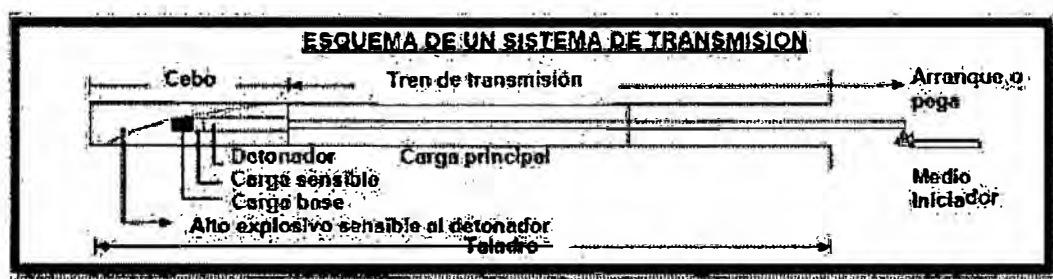 ESQUEMA DE UN SISTEMA DE TRANSMISION
Cebo
Tren de transmisión
Arranque o
pega
Detonador
Carga principal
Carga sensible
Carga base
Medio
Iniciador
Alto explosivo sensible al detonador
Taladro